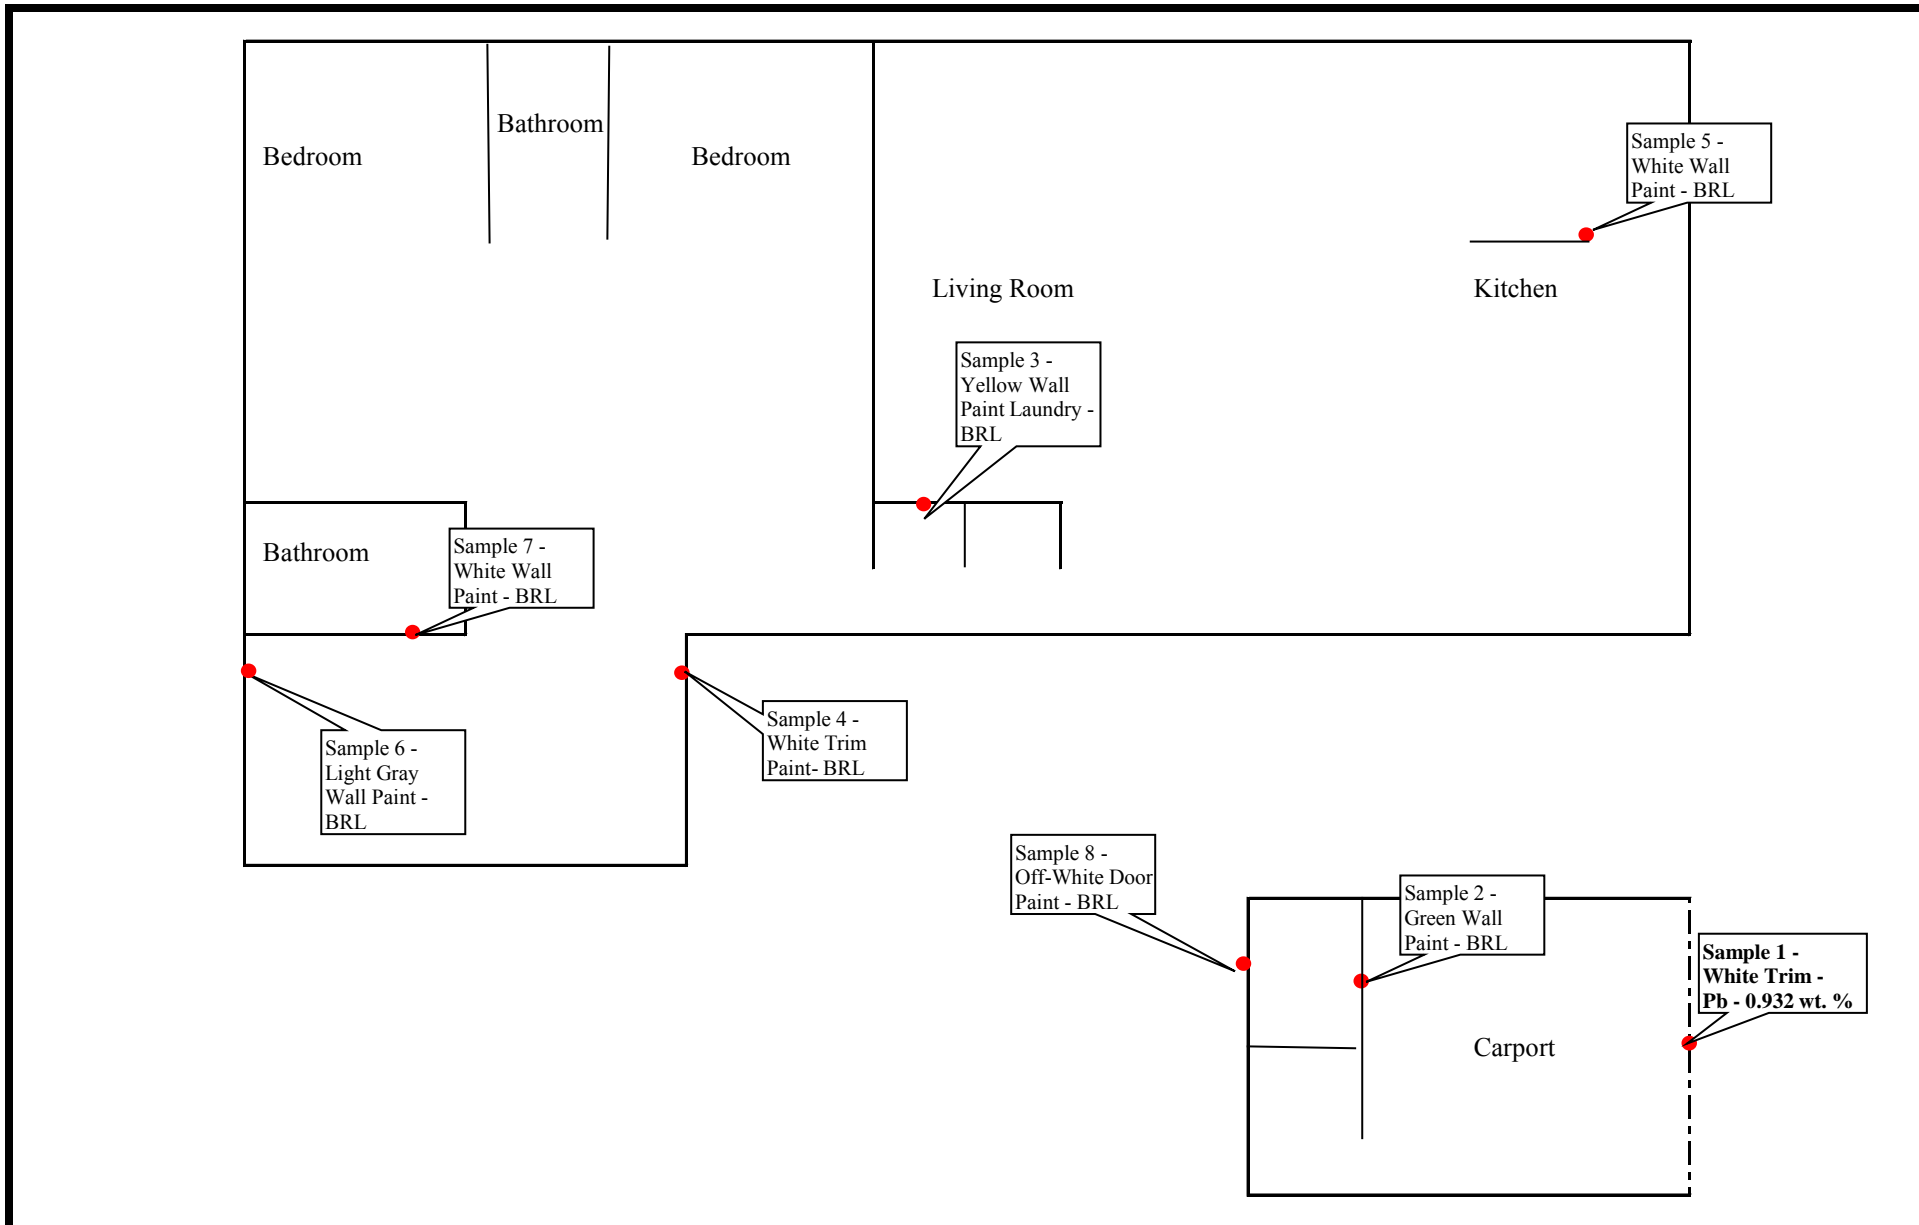 Bathroom
Bedroom
Bedroom
Sample 5 -
White Wall
Paint - BRL
Living Room
Kitchen
Sample 3 -
Yellow Wall
Paint Laundry -
BRL
Bathroom
Sample 7 -
White Wall
Paint - BRL
Sample 4 -
White Trim
Paint- BRL
Sample 6 -
Light Gray
Wall Paint -
BRL
Sample 8 -
Off-White Door
Paint - BRL
Sample 2 -
Green Wall
Paint - BRL
Sample 1 -
White Trim -
Pb - 0.932 wt. %
Carport